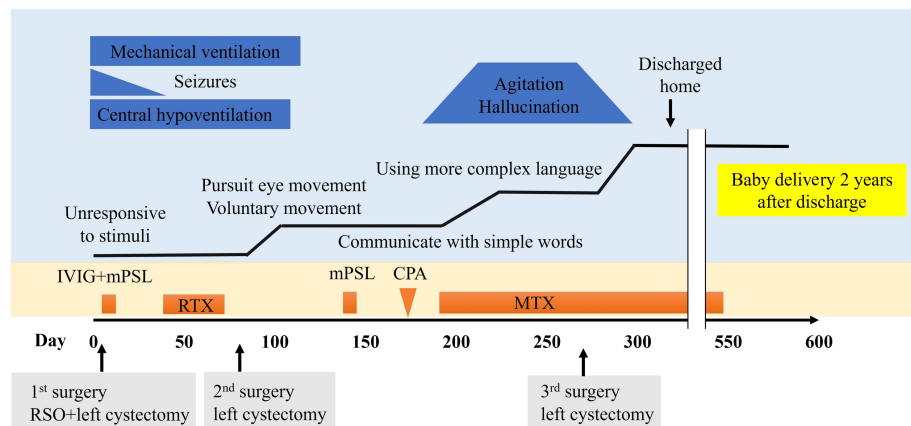 Mechanical ventilation
Seizures
Central hypoventilation
Agitation
Hallucination
Discharged
home
Using more complex language
Pursuit eye movement
Voluntary movement
Baby delivery 2 years
after discharge
Unresponsive
to stimuli
Communicate with simple words
IVIG+mPSL
mPSL
CPA
RTX
MTX
Day 0 50 100 150 200 250 300 550 600
1st surgery
RSO+left cystectomy
2nd surgery
left cystectomy
3rd surgery
left cystectomy